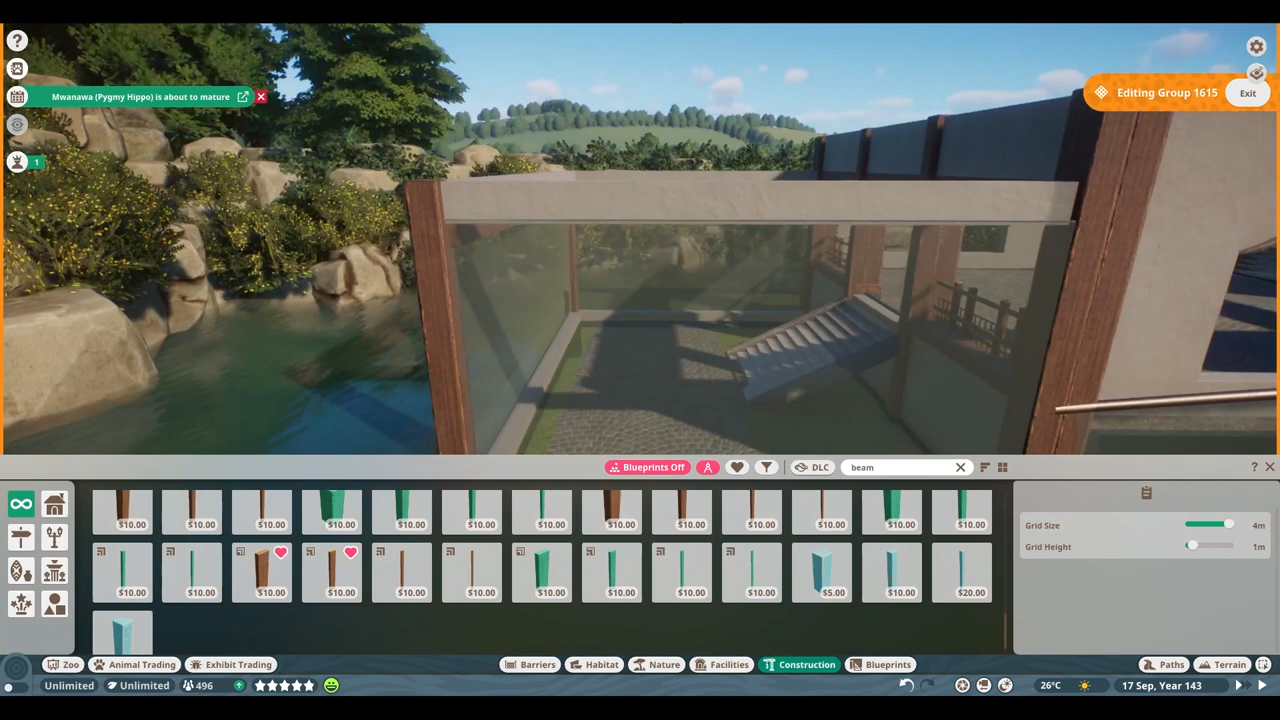 ?
Mwanawa (Pygmy Hippo) is about to mature
1
Editing Group 1615
Exit
Blueprints Off
DLC
beam
?
$10.00 $10.00 $10.00 $10.00 $10.00 $10.00 $10.00 $10.00 $10.00 $10.00 $10.00 $10.00 $10.00
Grid Size 4m
Grid Height 1m
$10.00 $10.00 $10.00 $10.00 $10.00 $10.00 $10.00 $10.00 $10.00 $10.00 $5.00 $10.00 $20.00
Zoo Animal Trading Exhibit Trading Barriers Habitat Nature Facilities Construction Blueprints Paths Terrain
Unlimited Unlimited 496 26°C 17 Sep, Year 143